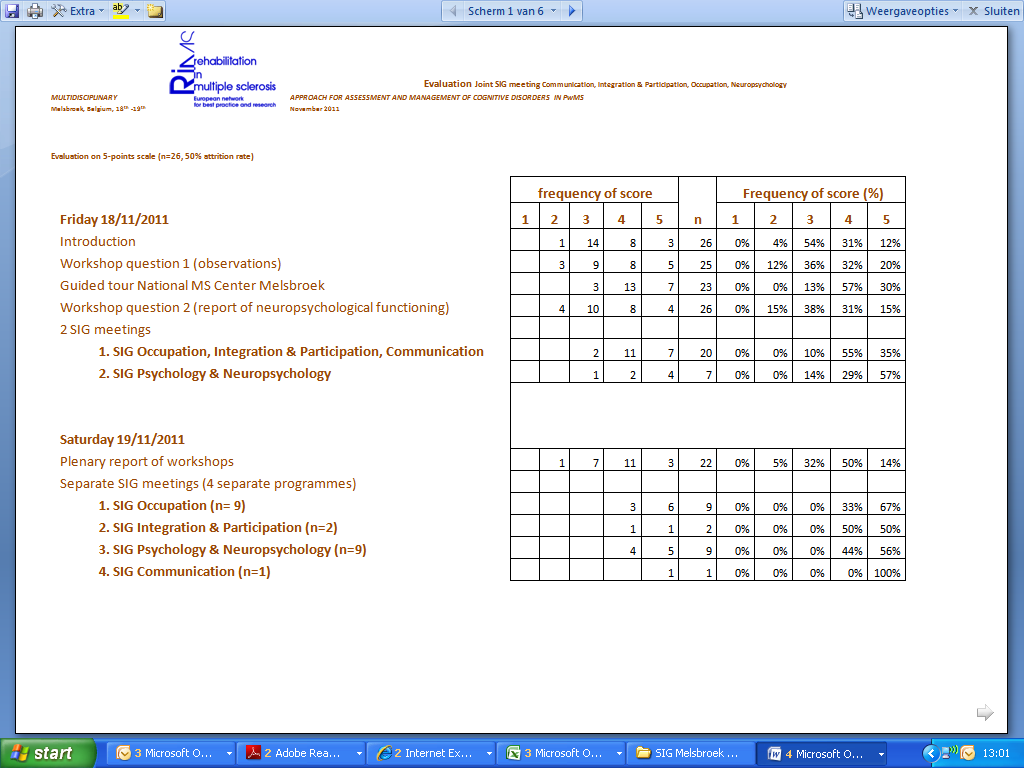 Extra
Scherm 1 van 6
Weergaveopties
Sluiten
RiMS
rehabilitation
in
multiple sclerosis
European network
for best practice and research
Evaluation Joint SIG meeting Communication, Integration & Participation, Occupation, Neuropsychology
MULTIDISCIPLINARY APPROACH FOR ASSESSMENT AND MANAGEMENT OF COGNITIVE DISORDERS IN PwMS
Melsbroek, Belgium, 18th -19th November 2011
Evaluation on 5-points scale (n=26, 50% attrition rate)
frequency of score Frequency of score (%)
Friday 18/11/2011 1 2 3 4 5 n 1 2 3 4 5
Introduction 1 14 8 3 26 0% 4% 54% 31% 12%
Workshop question 1 (observations) 3 9 8 5 25 0% 12% 36% 32% 20%
Guided tour National MS Center Melsbroek 3 13 7 23 0% 0% 13% 57% 30%
Workshop question 2 (report of neuropsychological functioning) 4 10 8 4 26 0% 15% 38% 31% 15%
2 SIG meetings
1. SIG Occupation, Integration & Participation, Communication 2 11 7 20 0% 0% 10% 55% 35%
2. SIG Psychology & Neuropsychology 1 2 4 7 0% 0% 14% 29% 57%
Saturday 19/11/2011
Plenary report of workshops 1 7 11 3 22 0% 5% 32% 50% 14%
Separate SIG meetings (4 separate programmes)
1. SIG Occupation (n= 9) 3 6 9 0% 0% 0% 33% 67%
2. SIG Integration & Participation (n=2) 1 1 2 0% 0% 0% 50% 50%
3. SIG Psychology & Neuropsychology (n=9) 4 5 9 0% 0% 0% 44% 56%
4. SIG Communication (n=1) 1 1 0% 0% 0% 0% 100%
start
3 Microsoft O...
2 Adobe Rea...
2 Internet Ex...
3 Microsoft O...
SIG Melsbroek ...
4 Microsoft O...
13:01